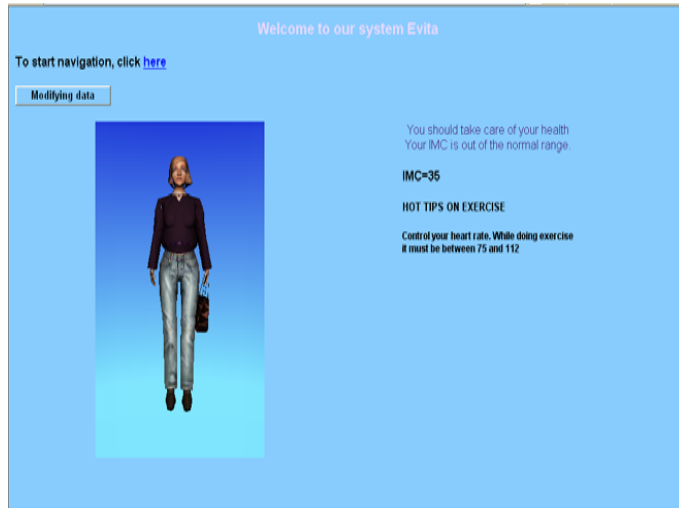 Welcome to our system Evita
To start navigation, click here
Modifying data
You should take care of your health
Your IMC is out of the normal range.
IMC=35
HOT TIPS ON EXERCISE
Control your heart rate. While doing exercise
it must be between 75 and 112